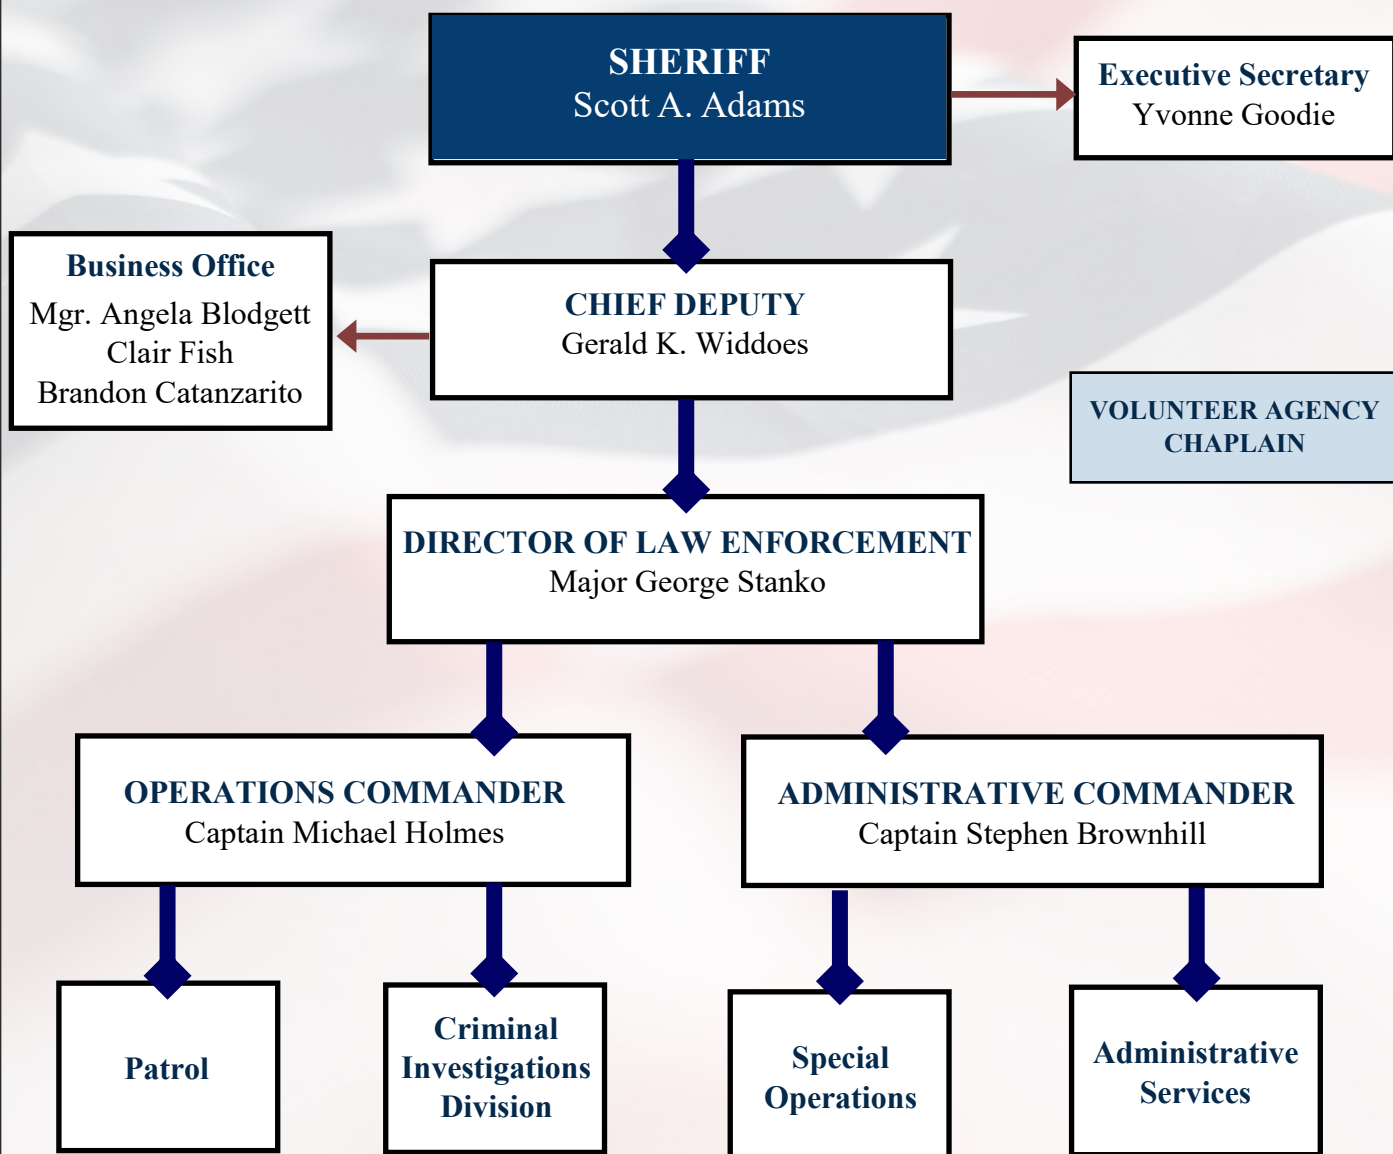 SHERIFF
Scott A. Adams
Executive Secretary
Yvonne Goodie
Business Office
Mgr. Angela Blodgett
Clair Fish
Brandon Catanzarito
CHIEF DEPUTY
Gerald K. Widdoes
VOLUNTEER AGENCY
CHAPLAIN
DIRECTOR OF LAW ENFORCEMENT
Major George Stanko
OPERATIONS COMMANDER
Captain Michael Holmes
ADMINISTRATIVE COMMANDER
Captain Stephen Brownhill
Patrol
Criminal
Investigations
Division
Special
Operations
Administrative
Services